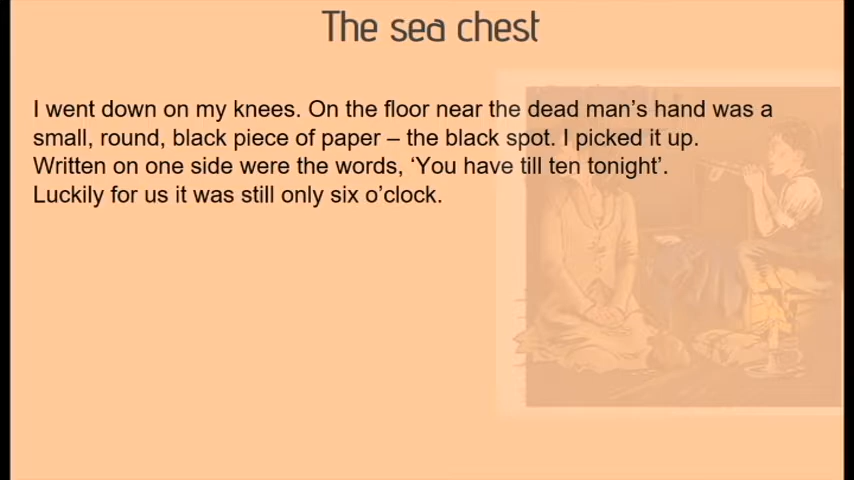 The sea chest
I went down on my knees. On the floor near the dead man’s hand was a
small, round, black piece of paper – the black spot. I picked it up.
Written on one side were the words, ‘You have till ten tonight’.
Luckily for us it was still only six o’clock.